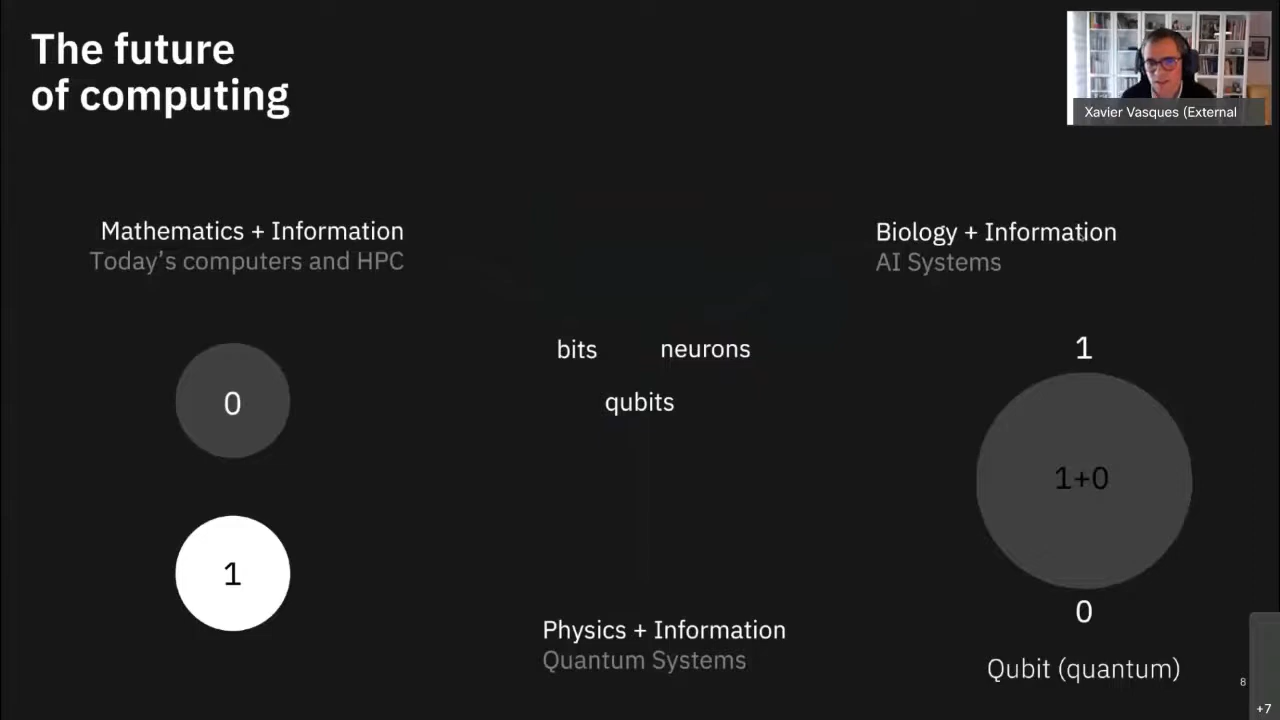 The future
of computing
Xavier Vasques (External
Mathematics + Information
Today's computers and HPC
Biology + Information
AI Systems
bits
neurons
qubits
0
1
1
1+0
0
Physics + Information
Quantum Systems
Qubit (quantum)
8
+7